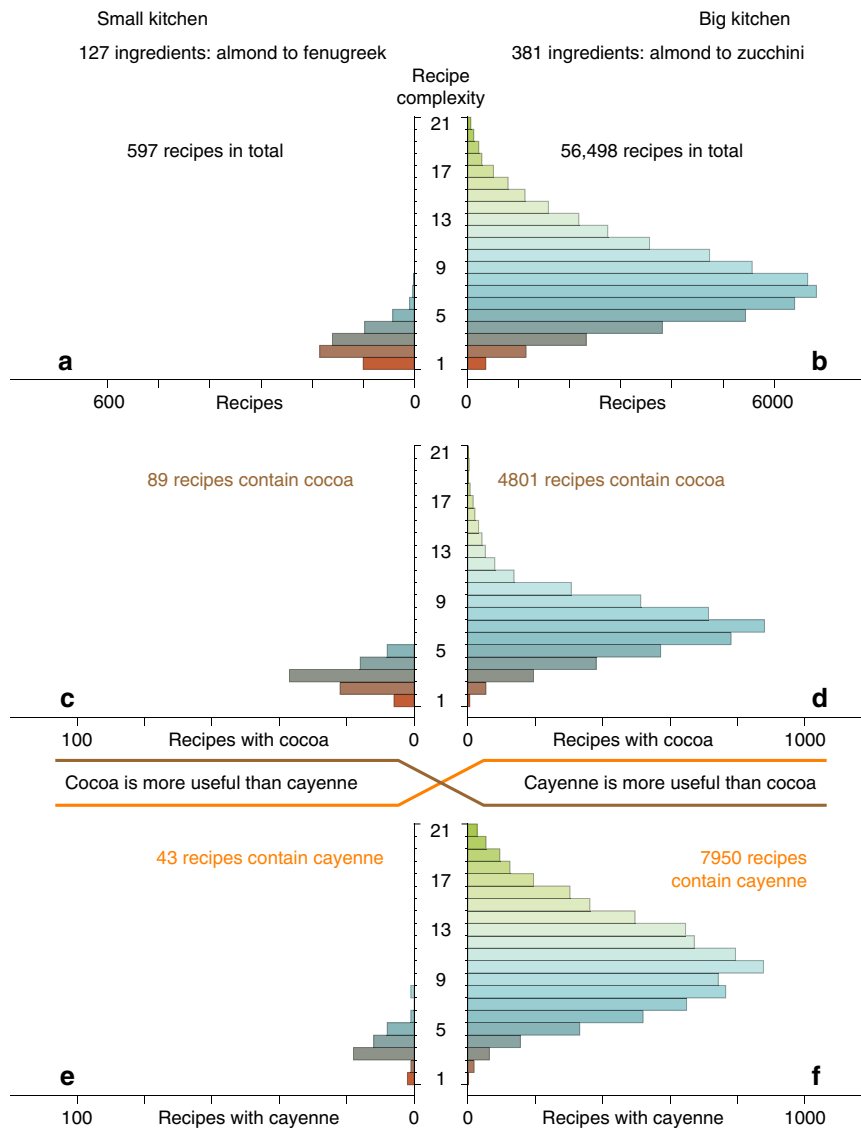 Small kitchen
Big kitchen
127 ingredients: almond to fenugreek
381 ingredients: almond to zucchini
Recipe
complexity
597 recipes in total
56,498 recipes in total
21
17
13
9
5
1
a
b
600
Recipes
0
0
Recipes
6000
89 recipes contain cocoa
4801 recipes contain cocoa
21
17
13
9
5
1
c
d
100
Recipes with cocoa
0
0
Recipes with cocoa
1000
Cocoa is more useful than cayenne
Cayenne is more useful than cocoa
43 recipes contain cayenne
7950 recipes
contain cayenne
21
17
13
9
5
1
e
f
100
Recipes with cayenne
0
0
Recipes with cayenne
1000